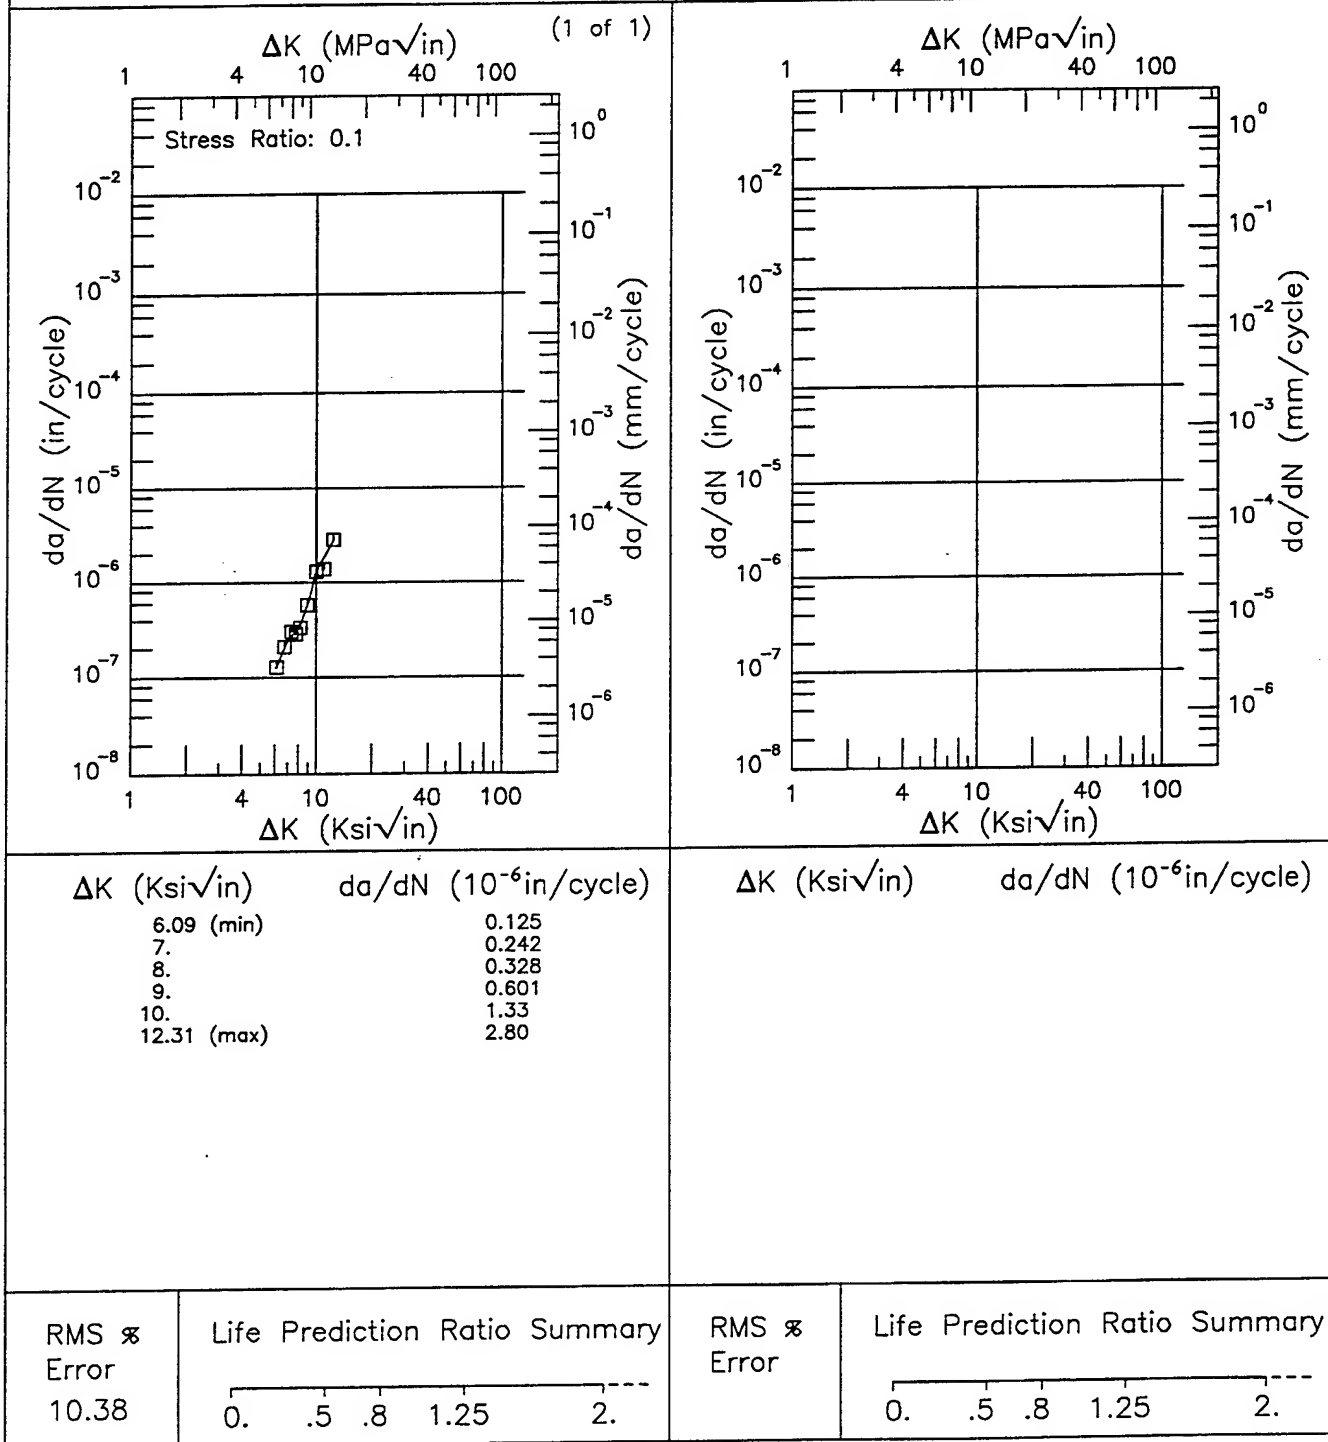 (1 of 1)
ΔK (MPa√in)
1 4 10 40 100
Stress Ratio: 0.1
da/dN (in/cycle)
10⁻²
10⁻³
10⁻⁴
10⁻⁵
10⁻⁶
10⁻⁷
10⁻⁸
10⁰
10⁻¹
10⁻²
10⁻³
10⁻⁴
10⁻⁵
10⁻⁶
da/dN (mm/cycle)
1 4 10 40 100
ΔK (Ksi√in)
ΔK (MPa√in)
1 4 10 40 100
da/dN (in/cycle)
10⁻²
10⁻³
10⁻⁴
10⁻⁵
10⁻⁶
10⁻⁷
10⁻⁸
10⁰
10⁻¹
10⁻²
10⁻³
10⁻⁴
10⁻⁵
10⁻⁶
da/dN (mm/cycle)
1 4 10 40 100
ΔK (Ksi√in)
ΔK (Ksi√in) da/dN (10⁻⁶in/cycle)
6.09 (min) 0.125
7. 0.242
8. 0.328
9. 0.601
10. 1.33
12.31 (max) 2.80
ΔK (Ksi√in) da/dN (10⁻⁶in/cycle)
RMS %
Error
10.38
Life Prediction Ratio Summary
0. .5 .8 1.25 2.
RMS %
Error
Life Prediction Ratio Summary
0. .5 .8 1.25 2.